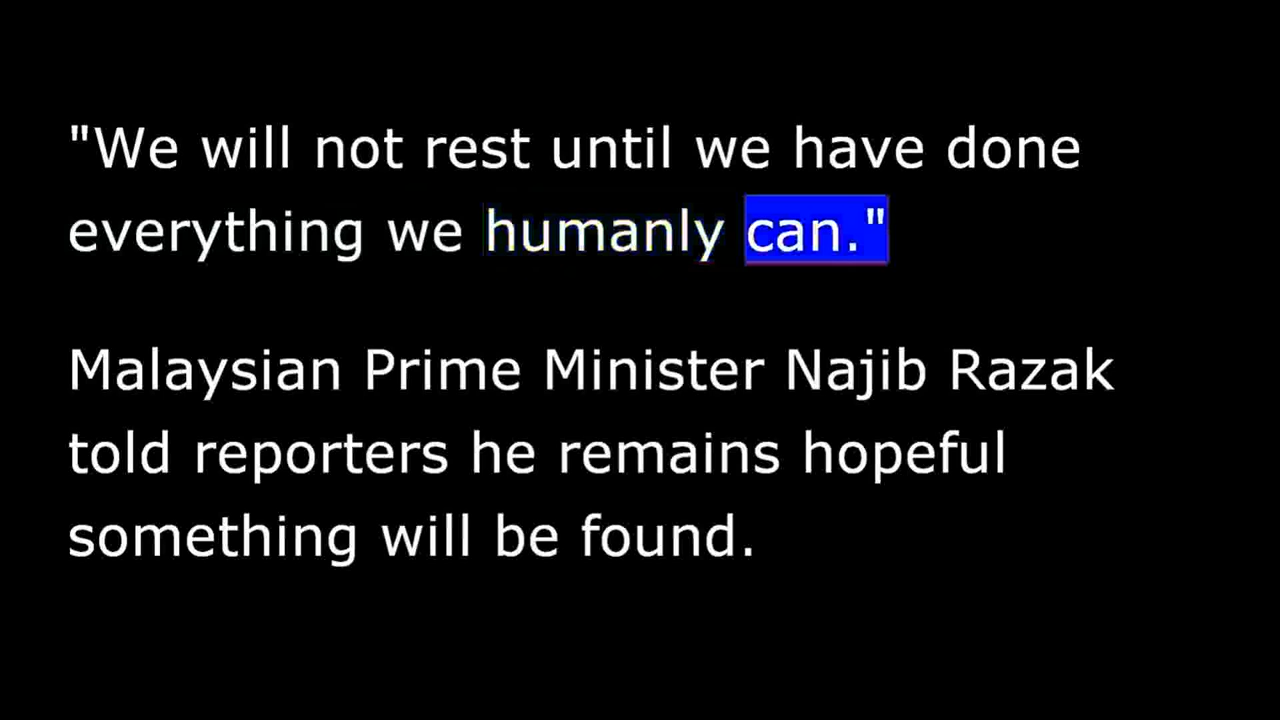 "We will not rest until we have done
everything we humanly can."
Malaysian Prime Minister Najib Razak
told reporters he remains hopeful
something will be found.